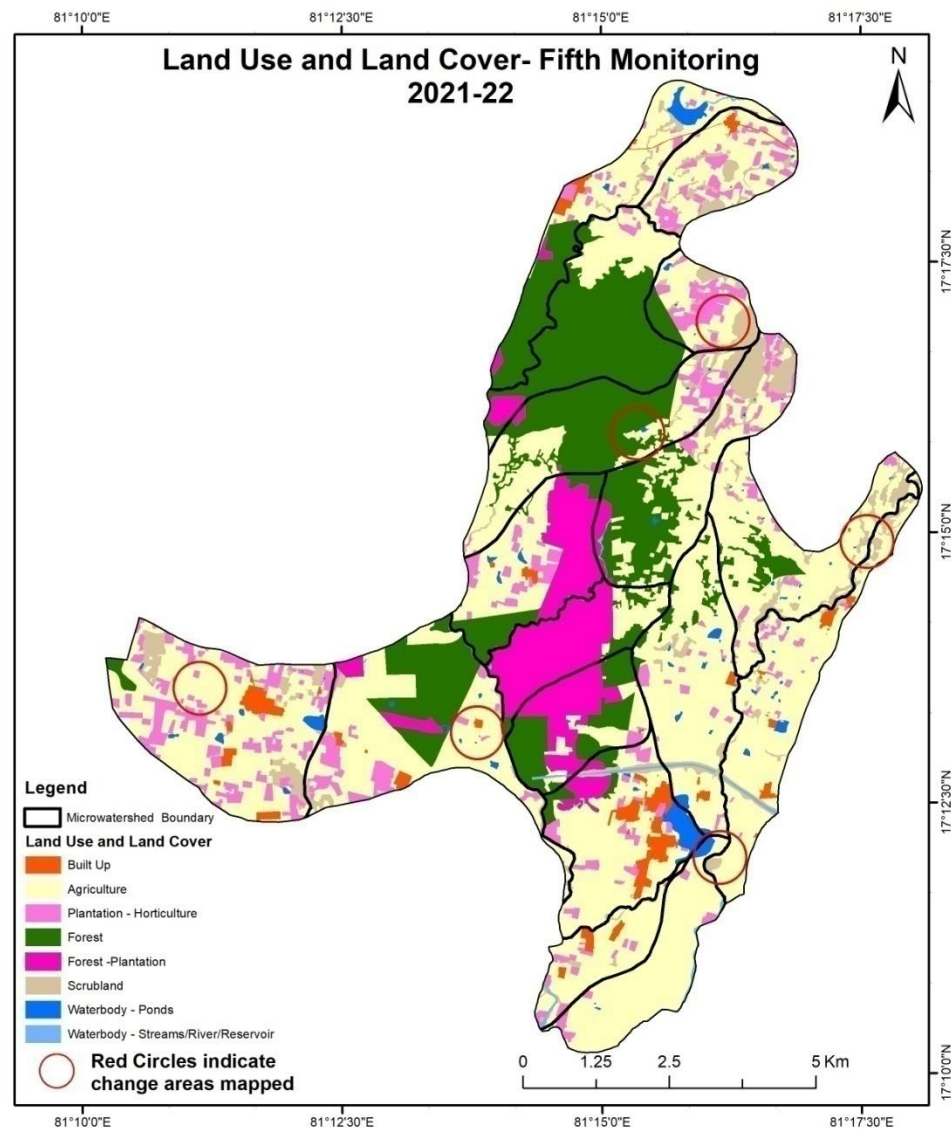 81°10'0"E
81°12'30"E
81°15'0"E
81°17'30"E
Land Use and Land Cover- Fifth Monitoring
2021-22
N
17°17'30"N
17°15'0"N
17°12'30"N
17°10'0"N
Legend
Microwatershed Boundary
Land Use and Land Cover
Built Up
Agriculture
Plantation - Horticulture
Forest
Forest -Plantation
Scrubland
Waterbody - Ponds
Waterbody - Streams/River/Reservoir
Red Circles indicate
change areas mapped
0 1.25 2.5 5 Km
81°10'0"E
81°12'30"E
81°15'0"E
81°17'30"E